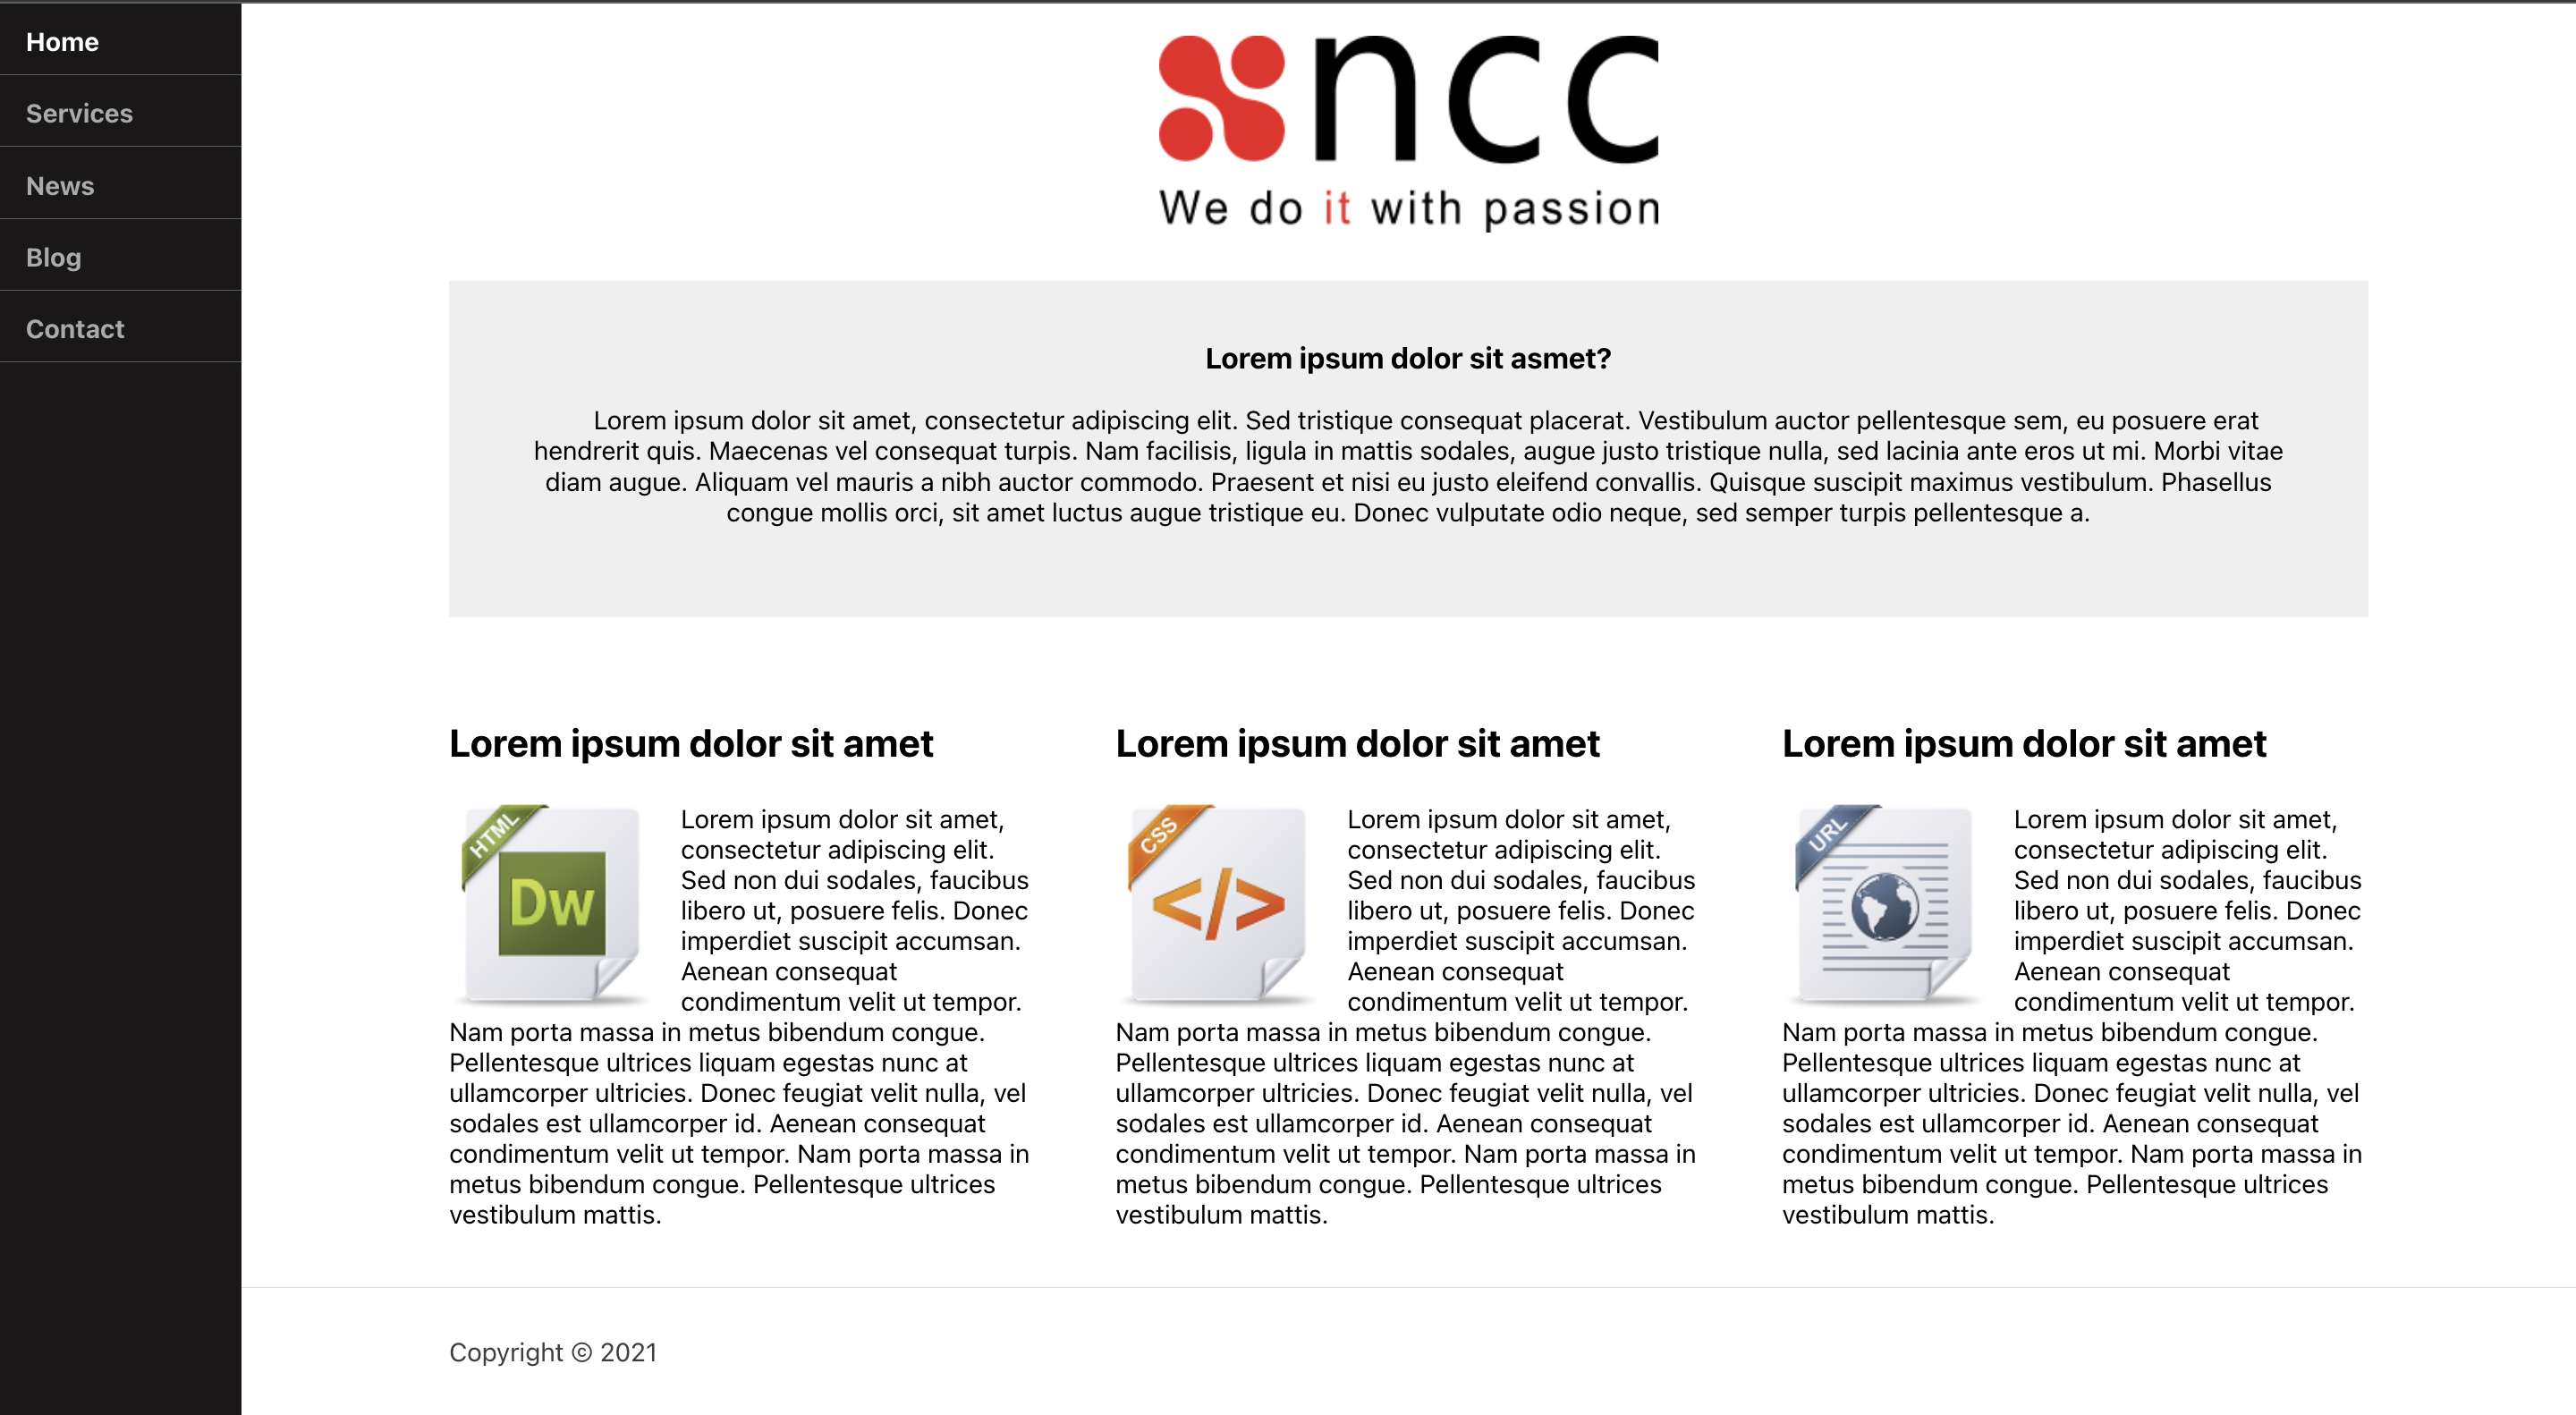 Home
Services
News
Blog
Contact
ncc
We do it with passion
Lorem ipsum dolor sit asmet?
Lorem ipsum dolor sit amet, consectetur adipiscing elit. Sed tristique consequat placerat. Vestibulum auctor pellentesque sem, eu posuere erat
hendrerit quis. Maecenas vel consequat turpis. Nam facilisis, ligula in mattis sodales, augue justo tristique nulla, sed lacinia ante eros ut mi. Morbi vitae
diam augue. Aliquam vel mauris a nibh auctor commodo. Praesent et nisi eu justo eleifend convallis. Quisque suscipit maximus vestibulum. Phasellus
congue mollis orci, sit amet luctus augue tristique eu. Donec vulputate odio neque, sed semper turpis pellentesque a.
Lorem ipsum dolor sit amet
HTML
Dw
Lorem ipsum dolor sit amet,
consectetur adipiscing elit.
Sed non dui sodales, faucibus
libero ut, posuere felis. Donec
imperdiet suscipit accumsan.
Aenean consequat
condimentum velit ut tempor.
Nam porta massa in metus bibendum congue.
Pellentesque ultrices liquam egestas nunc at
ullamcorper ultricies. Donec feugiat velit nulla, vel
sodales est ullamcorper id. Aenean consequat
condimentum velit ut tempor. Nam porta massa in
metus bibendum congue. Pellentesque ultrices
vestibulum mattis.
Lorem ipsum dolor sit amet
CSS
</>
Lorem ipsum dolor sit amet,
consectetur adipiscing elit.
Sed non dui sodales, faucibus
libero ut, posuere felis. Donec
imperdiet suscipit accumsan.
Aenean consequat
condimentum velit ut tempor.
Nam porta massa in metus bibendum congue.
Pellentesque ultrices liquam egestas nunc at
ullamcorper ultricies. Donec feugiat velit nulla, vel
sodales est ullamcorper id. Aenean consequat
condimentum velit ut tempor. Nam porta massa in
metus bibendum congue. Pellentesque ultrices
vestibulum mattis.
Lorem ipsum dolor sit amet
URL
Lorem ipsum dolor sit amet,
consectetur adipiscing elit.
Sed non dui sodales, faucibus
libero ut, posuere felis. Donec
imperdiet suscipit accumsan.
Aenean consequat
condimentum velit ut tempor.
Nam porta massa in metus bibendum congue.
Pellentesque ultrices liquam egestas nunc at
ullamcorper ultricies. Donec feugiat velit nulla, vel
sodales est ullamcorper id. Aenean consequat
condimentum velit ut tempor. Nam porta massa in
metus bibendum congue. Pellentesque ultrices
vestibulum mattis.
Copyright © 2021